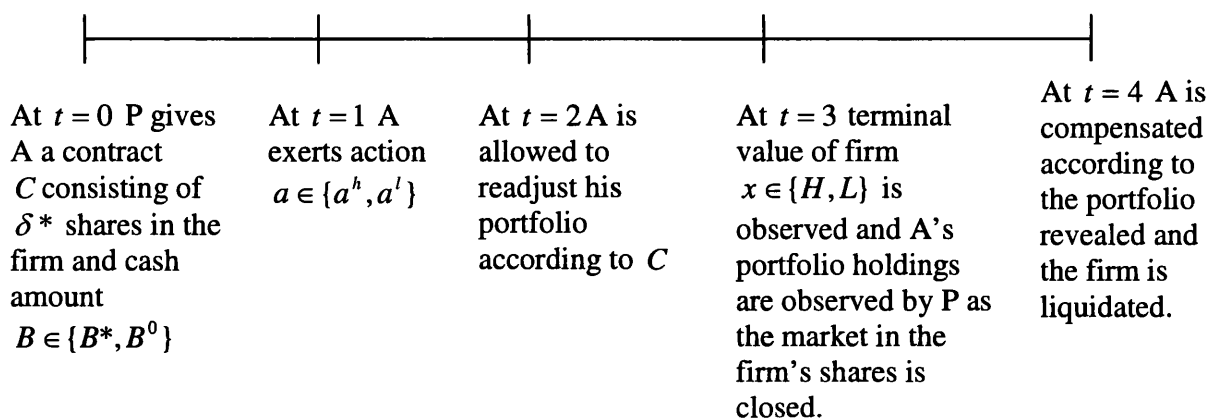 At t = 0 P gives
A a contract
C consisting of
δ* shares in the
firm and cash
amount
B ∈ {B*, B⁰}
At t = 1 A
exerts action
a ∈ {aʰ, aˡ}
At t = 2 A is
allowed to
readjust his
portfolio
according to C
At t = 3 terminal
value of firm
x ∈ {H, L} is
observed and A's
portfolio holdings
are observed by P as
the market in the
firm's shares is
closed.
At t = 4 A is
compensated
according to
the portfolio
revealed and
the firm is
liquidated.